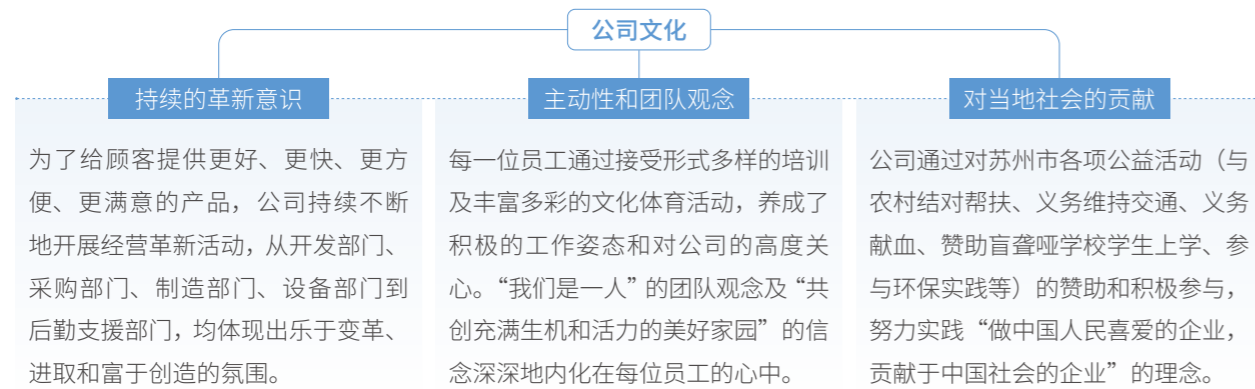 公司文化
持续的革新意识
为了给顾客提供更好、更快、更方
便、更满意的产品，公司持续不断
地开展经营革新活动，从开发部门、
采购部门、制造部门、设备部门到
后勤支援部门，均体现出乐于变革、
进取和富于创造的氛围。
主动性和团队观念
每一位员工通过接受形式多样的培训
及丰富多彩的文化体育活动，养成了
积极的工作姿态和对公司的高度关
心。“我们是一人”的团队观念及“共
创充满生机和活力的美好家园”的信
念深深地内化在每位员工的心中。
对当地社会的贡献
公司通过对苏州市各项公益活动（与
农村结对帮扶、义务维持交通、义务
献血、赞助盲聋哑学校学生上学、参
与环保实践等）的赞助和积极参与，
努力实践“做中国人民喜爱的企业，
贡献于中国社会的企业”的理念。